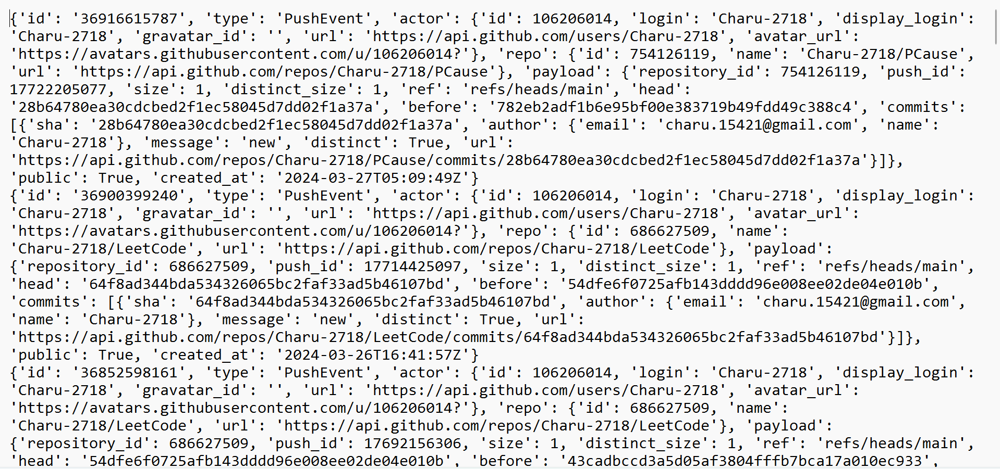 {'id': '36916615787', 'type': 'PushEvent', 'actor': {'id': 106206014, 'login': 'Charu-2718', 'display_login':
'Charu-2718', 'gravatar_id': '', 'url': 'https://api.github.com/users/Charu-2718', 'avatar_url':
'https://avatars.githubusercontent.com/u/106206014?'}, 'repo': {'id': 754126119, 'name': 'Charu-2718/PCause',
'url': 'https://api.github.com/repos/Charu-2718/PCause'}, 'payload': {'repository_id': 754126119, 'push_id':
17722205077, 'size': 1, 'distinct_size': 1, 'ref': 'refs/heads/main', 'head':
'28b64780ea30cdcbed2f1ec58045d7dd02f1a37a', 'before': '782eb2adf1b6e95bf00e383719b49fdd49c388c4', 'commits':
[{'sha': '28b64780ea30cdcbed2f1ec58045d7dd02f1a37a', 'author': {'email': 'charu.15421@gmail.com', 'name':
'Charu-2718'}, 'message': 'new', 'distinct': True, 'url':
'https://api.github.com/repos/Charu-2718/PCause/commits/28b64780ea30cdcbed2f1ec58045d7dd02f1a37a'}]},
'public': True, 'created_at': '2024-03-27T05:09:49Z'}
{'id': '36900399240', 'type': 'PushEvent', 'actor': {'id': 106206014, 'login': 'Charu-2718', 'display_login':
'Charu-2718', 'gravatar_id': '', 'url': 'https://api.github.com/users/Charu-2718', 'avatar_url':
'https://avatars.githubusercontent.com/u/106206014?'}, 'repo': {'id': 686627509, 'name':
'Charu-2718/LeetCode', 'url': 'https://api.github.com/repos/Charu-2718/LeetCode'}, 'payload':
{'repository_id': 686627509, 'push_id': 17714425097, 'size': 1, 'distinct_size': 1, 'ref': 'refs/heads/main',
'head': '64f8ad344bda534326065bc2faf33ad5b46107bd', 'before': '54dfe6f0725afb143dddd96e008ee02de04e010b',
'commits': [{'sha': '64f8ad344bda534326065bc2faf33ad5b46107bd', 'author': {'email': 'charu.15421@gmail.com',
'name': 'Charu-2718'}, 'message': 'new', 'distinct': True, 'url':
'https://api.github.com/repos/Charu-2718/LeetCode/commits/64f8ad344bda534326065bc2faf33ad5b46107bd'}]},
'public': True, 'created_at': '2024-03-26T16:41:57Z'}
{'id': '36852598161', 'type': 'PushEvent', 'actor': {'id': 106206014, 'login': 'Charu-2718', 'display_login':
'Charu-2718', 'gravatar_id': '', 'url': 'https://api.github.com/users/Charu-2718', 'avatar_url':
'https://avatars.githubusercontent.com/u/106206014?'}, 'repo': {'id': 686627509, 'name':
'Charu-2718/LeetCode', 'url': 'https://api.github.com/repos/Charu-2718/LeetCode'}, 'payload':
{'repository_id': 686627509, 'push_id': 17692156306, 'size': 1, 'distinct_size': 1, 'ref': 'refs/heads/main',
'head': '54dfe6f0725afb143dddd96e008ee02de04e010b', 'before': '43cadbccd3a5d05af3804fffb7bca17a010ec933',